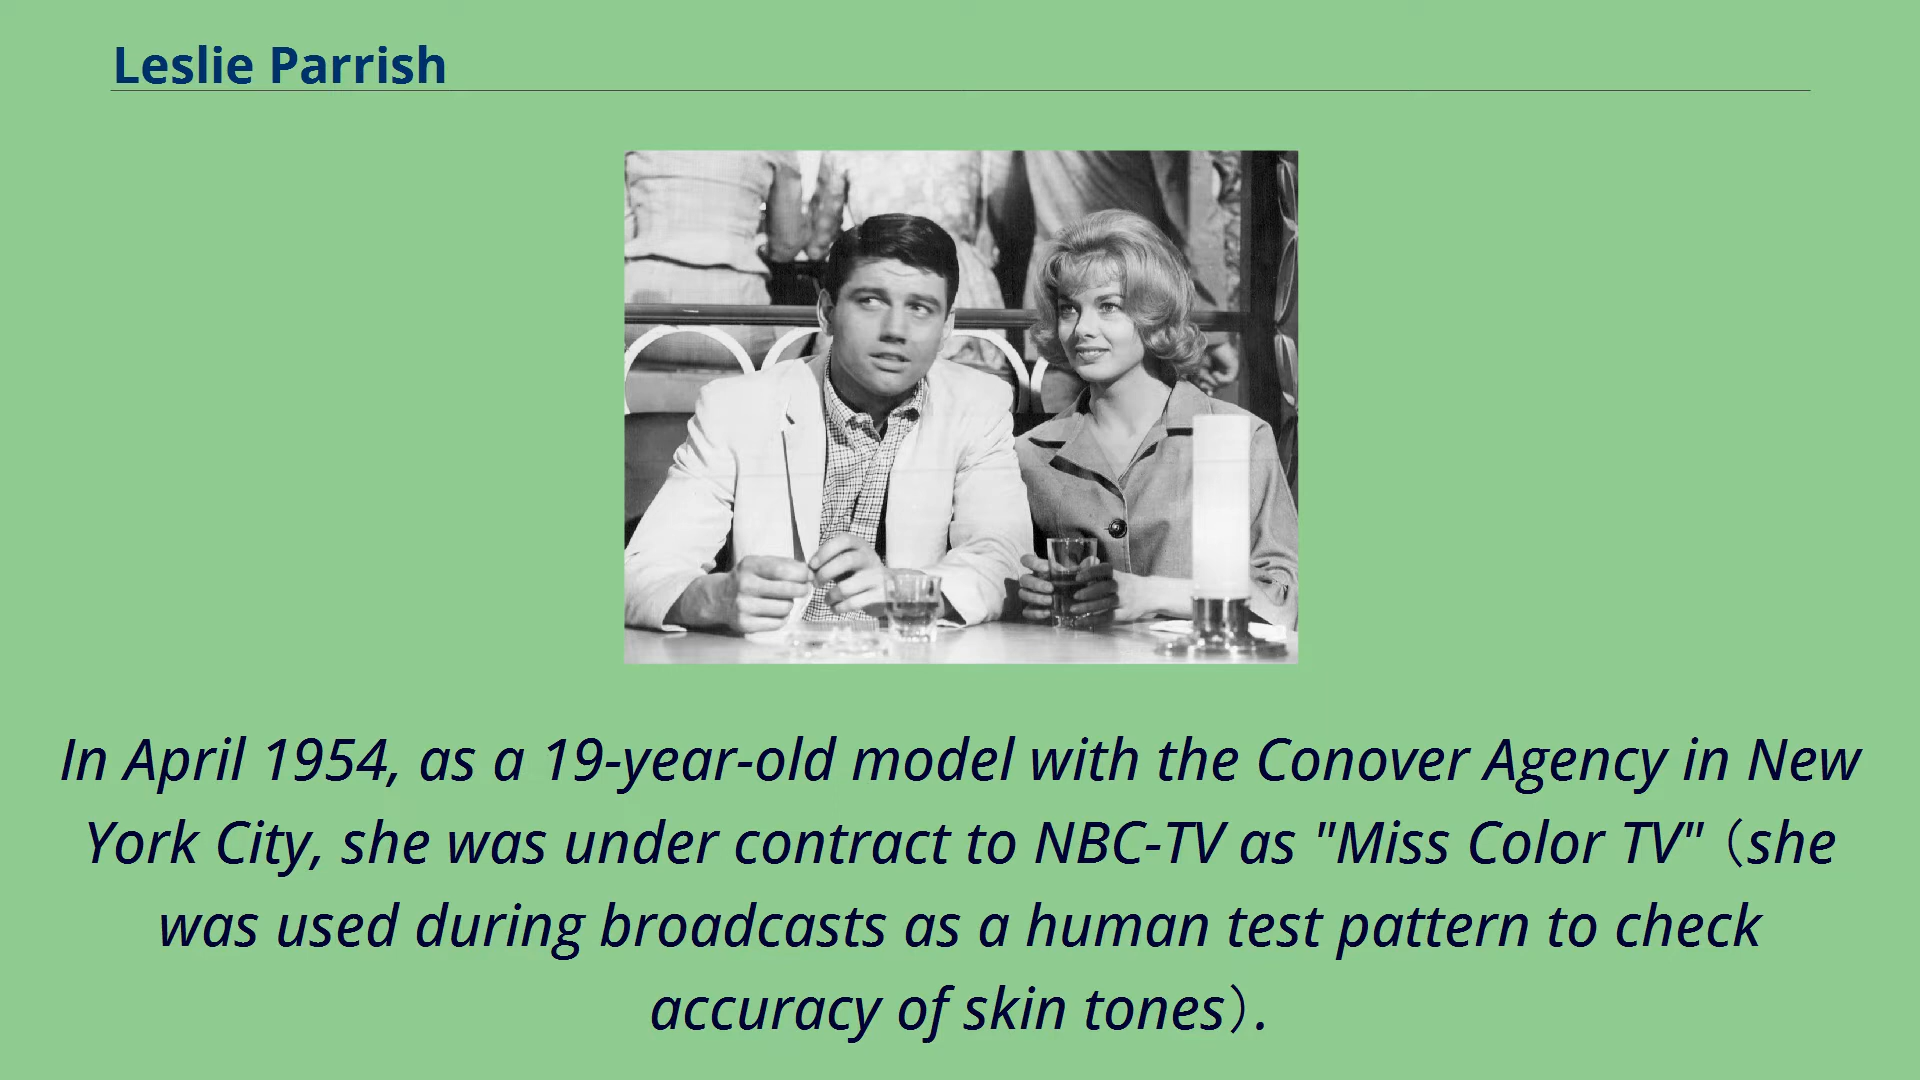 Leslie Parrish
In April 1954, as a 19-year-old model with the Conover Agency in New
York City, she was under contract to NBC-TV as "Miss Color TV"（she
was used during broadcasts as a human test pattern to check
accuracy of skin tones）.